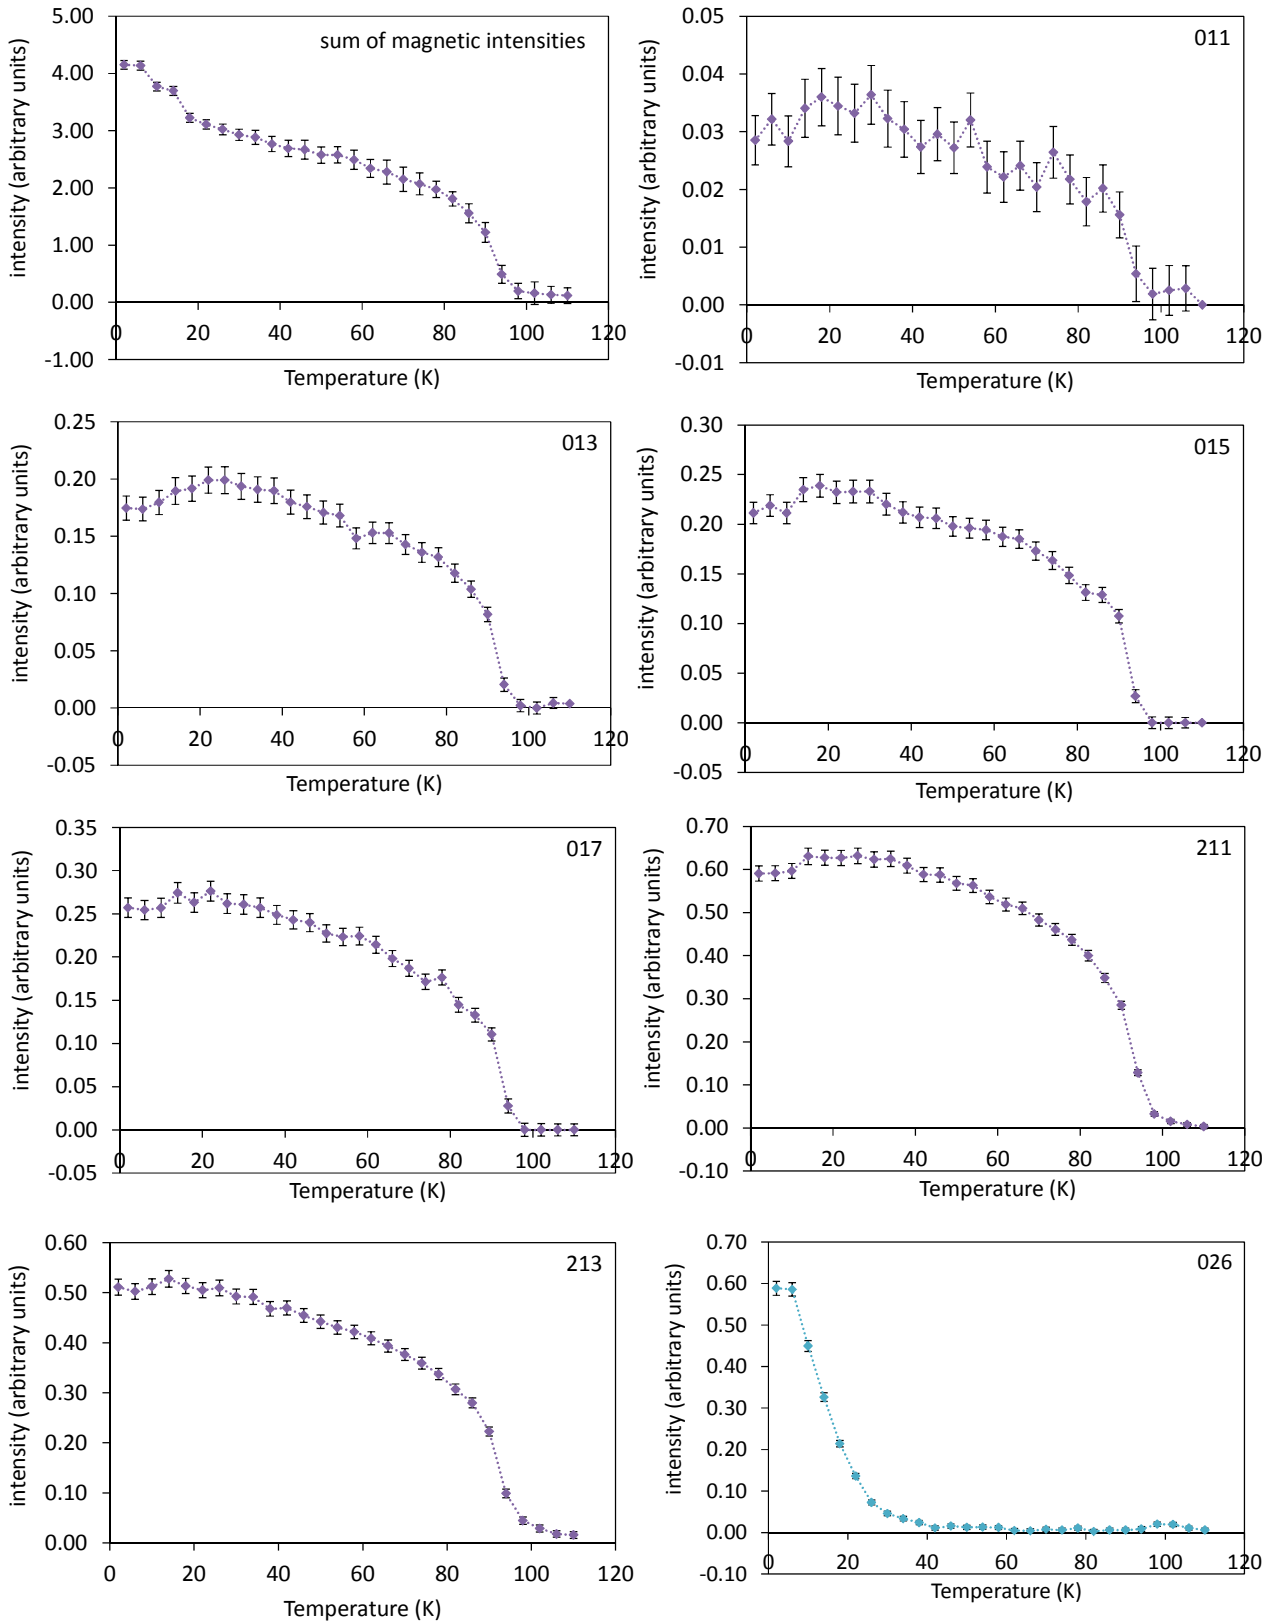 sum of magnetic intensities
intensity (arbitrary units)
5.00
4.00
3.00
2.00
1.00
0.00
-1.00
0 20 40 60 80 100 120
Temperature (K)
011
intensity (arbitrary units)
0.05
0.04
0.03
0.02
0.01
0.00
-0.01
0 20 40 60 80 100 120
Temperature (K)
013
intensity (arbitrary units)
0.25
0.20
0.15
0.10
0.05
0.00
-0.05
0 20 40 60 80 100 120
Temperature (K)
015
intensity (arbitrary units)
0.30
0.25
0.20
0.15
0.10
0.05
0.00
-0.05
0 20 40 60 80 100 120
Temperature (K)
017
intensity (arbitrary units)
0.35
0.30
0.25
0.20
0.15
0.10
0.05
0.00
-0.05
0 20 40 60 80 100 120
Temperature (K)
211
intensity (arbitrary units)
0.70
0.60
0.50
0.40
0.30
0.20
0.10
0.00
-0.10
0 20 40 60 80 100 120
Temperature (K)
213
intensity (arbitrary units)
0.60
0.50
0.40
0.30
0.20
0.10
0.00
0 20 40 60 80 100 120
Temperature (K)
026
intensity (arbitrary units)
0.70
0.60
0.50
0.40
0.30
0.20
0.10
0.00
-0.10
0 20 40 60 80 100 120
Temperature (K)